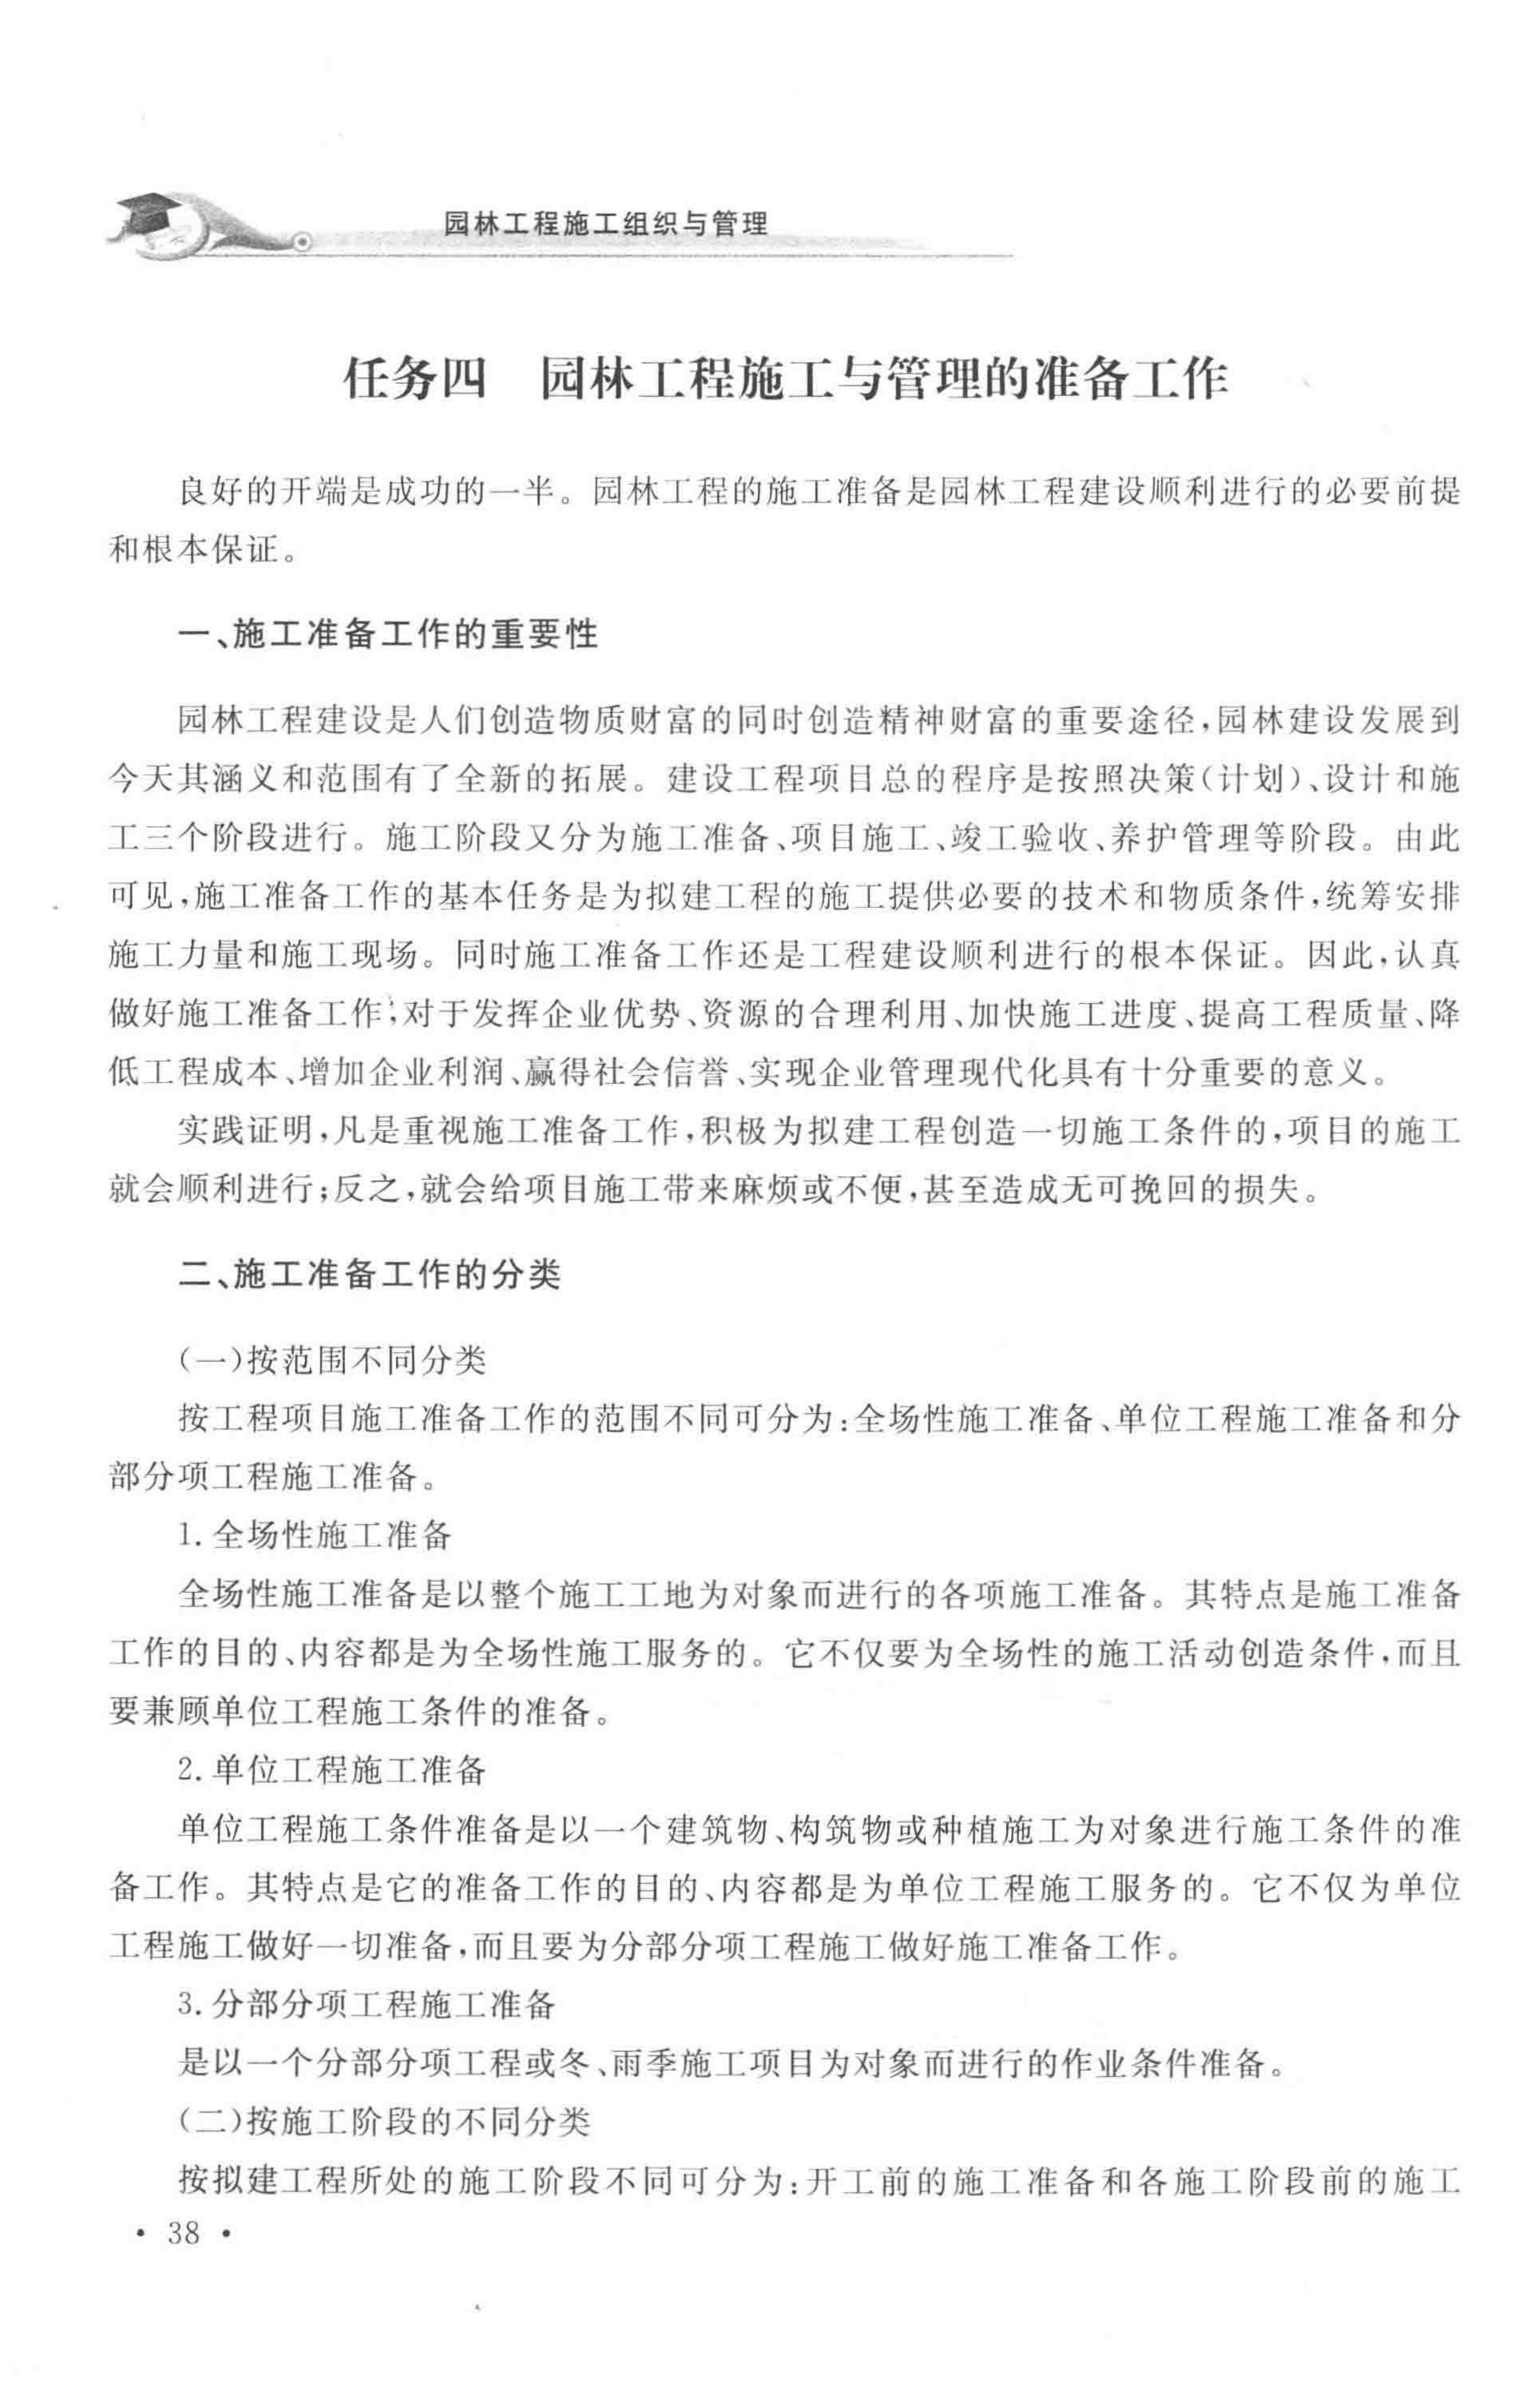 园林工程施工组织与管理
任务四　园林工程施工与管理的准备工作
良好的开端是成功的一半。园林工程的施工准备是园林工程建设顺利进行的必要前提
和根本保证。
一、施工准备工作的重要性
园林工程建设是人们创造物质财富的同时创造精神财富的重要途径,园林建设发展到
今天其涵义和范围有了全新的拓展。建设工程项目总的程序是按照决策(计划)、设计和施
工三个阶段进行。施工阶段又分为施工准备、项目施工、竣工验收、养护管理等阶段。由此
可见,施工准备工作的基本任务是为拟建工程的施工提供必要的技术和物质条件,统筹安排
施工力量和施工现场。同时施工准备工作还是工程建设顺利进行的根本保证。因此,认真
做好施工准备工作,对于发挥企业优势、资源的合理利用、加快施工进度、提高工程质量、降
低工程成本、增加企业利润、赢得社会信誉、实现企业管理现代化具有十分重要的意义。
实践证明,凡是重视施工准备工作,积极为拟建工程创造一切施工条件的,项目的施工
就会顺利进行;反之,就会给项目施工带来麻烦或不便,甚至造成无可挽回的损失。
二、施工准备工作的分类
(一)按范围不同分类
按工程项目施工准备工作的范围不同可分为:全场性施工准备、单位工程施工准备和分
部分项工程施工准备。
1. 全场性施工准备
全场性施工准备是以整个施工工地为对象而进行的各项施工准备。其特点是施工准备
工作的目的、内容都是为全场性施工服务的。它不仅要为全场性的施工活动创造条件,而且
要兼顾单位工程施工条件的准备。
2. 单位工程施工准备
单位工程施工条件准备是以一个建筑物、构筑物或种植施工为对象进行施工条件的准
备工作。其特点是它的准备工作的目的、内容都是为单位工程施工服务的。它不仅为单位
工程施工做好一切准备,而且要为分部分项工程施工做好施工准备工作。
3. 分部分项工程施工准备
是以一个分部分项工程或冬、雨季施工项目为对象而进行的作业条件准备。
(二)按施工阶段的不同分类
按拟建工程所处的施工阶段不同可分为:开工前的施工准备和各施工阶段前的施工
• 38 •